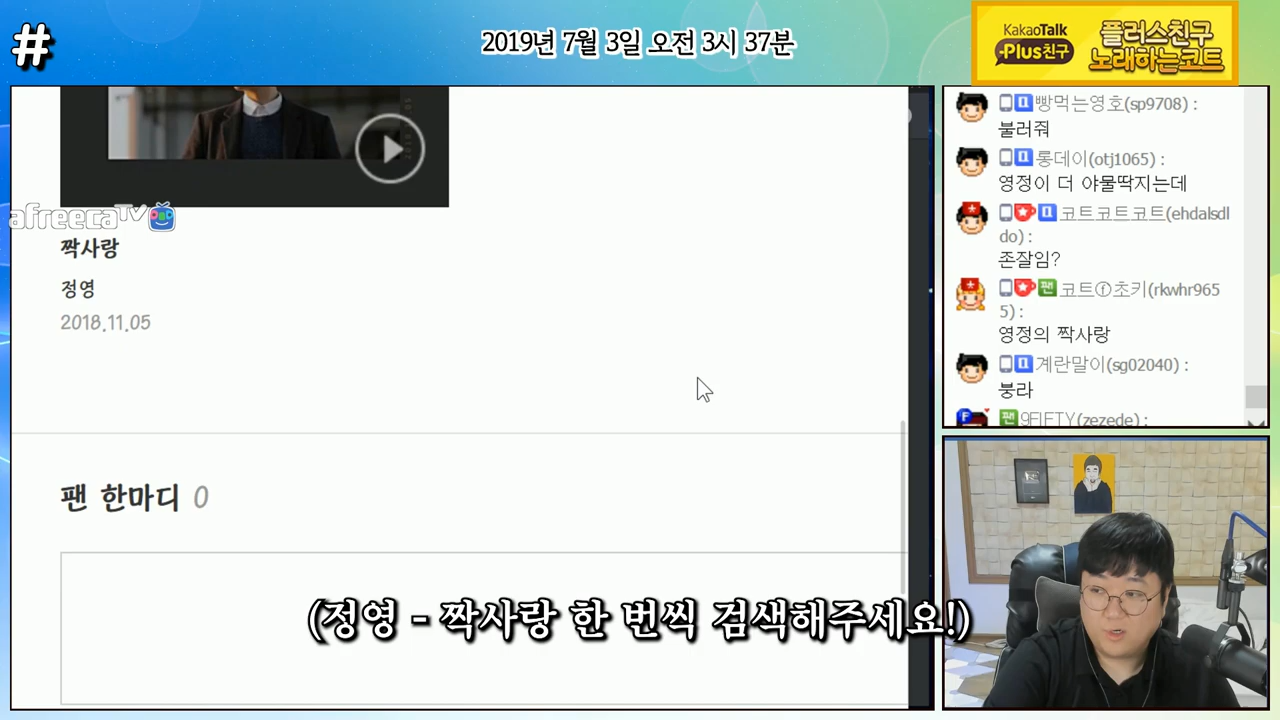 #
2019년 7월 3일 오전 3시 37분
KakaoTalk
Plus친구
플러스친구
노래하는코트
afreecaTV
짝사랑
정영
2018.11.05
팬 한마디 0
(정영 - 짝사랑 한 번씩 검색해주세요!)
빵먹는영호(sp9708) :
불러줘
롱데이(otj1065) :
영정이 더 야물딱지는데
코트코트코트(ehdalsdl
do) :
존잘임?
팬 코트ⓕ초키(rkwhr965
5) :
영정의 짝사랑
계란말이(sg02040) :
붕라
팬 9FIFTY(zezede) :